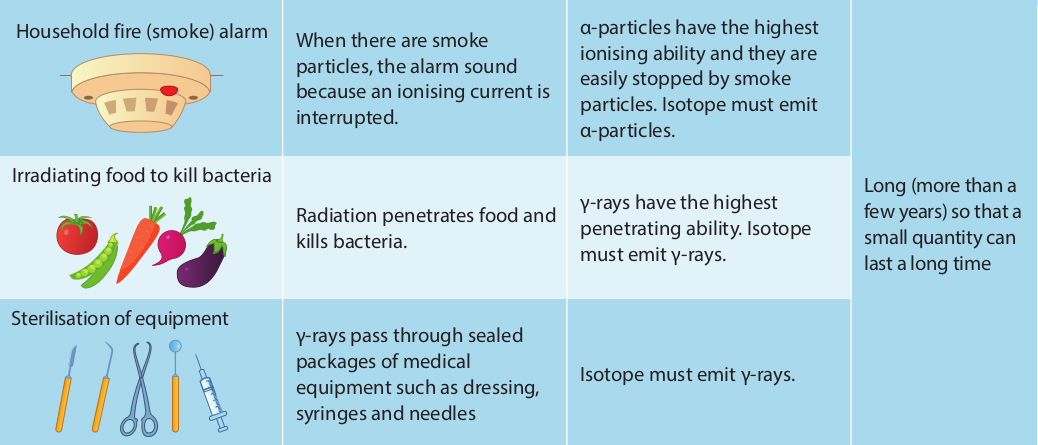 Household fire (smoke) alarm
When there are smoke
particles, the alarm sound
because an ionising current is
interrupted.
α-particles have the highest
ionising ability and they are
easily stopped by smoke
particles. Isotope must emit
α-particles.
Irradiating food to kill bacteria
Radiation penetrates food and
kills bacteria.
γ-rays have the highest
penetrating ability. Isotope
must emit γ-rays.
Sterilisation of equipment
γ-rays pass through sealed
packages of medical
equipment such as dressing,
syringes and needles
Isotope must emit γ-rays.
Long (more than a
few years) so that a
small quantity can
last a long time